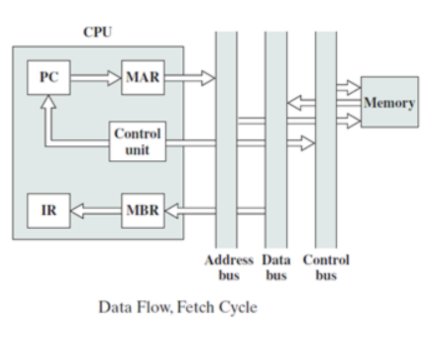 CPU
PC
MAR
Memory
Control
unit
IR
MBR
Address Data Control
bus bus bus
Data Flow, Fetch Cycle